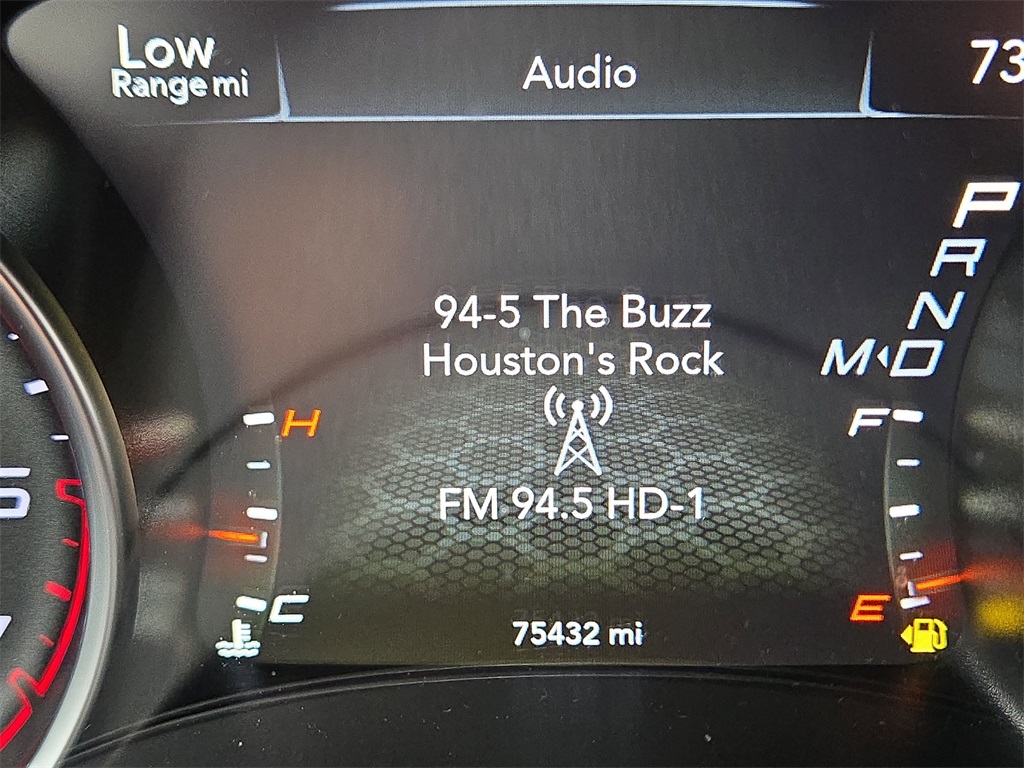 Low
Range mi
Audio
73
P
R
N
M D
94-5 The Buzz
Houston's Rock
H
F
FM 94.5 HD-1
C
E
75432 mi